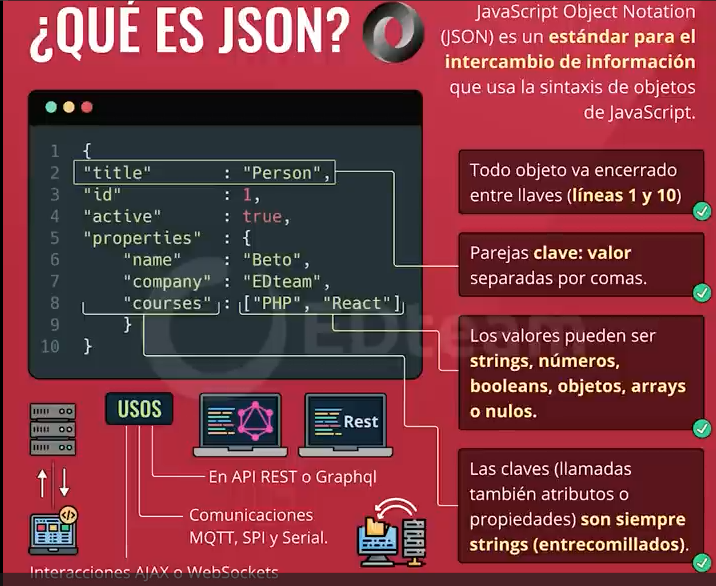 ¿QUÉ ES JSON?
JavaScript Object Notation
(JSON) es un estándar para el
intercambio de información
que usa la sintaxis de objetos
de JavaScript.
1 {
2 "title" : "Person",
3 "id" : 1,
4 "active" : true,
5 "properties" : {
6 "name" : "Beto",
7 "company" : "EDteam",
8 "courses" : ["PHP", "React"]
9 }
10 }
EDteam
Todo objeto va encerrado
entre llaves (líneas 1 y 10)
Parejas clave: valor
separadas por comas.
Los valores pueden ser
strings, números,
booleans, objetos, arrays
o nulos.
Las claves (llamadas
también atributos o
propiedades) son siempre
strings (entrecomillados).
USOS
Rest
En API REST o Graphql
Comunicaciones
MQTT, SPI y Serial.
Interacciones AJAX o WebSockets